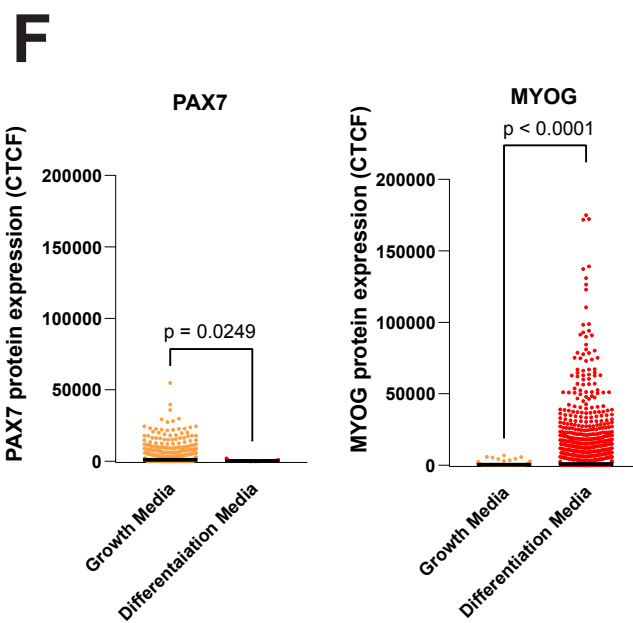 F
PAX7
PAX7 protein expression (CTCF)
200000
150000
100000
50000
0
p = 0.0249
Growth Media
Differentaiation Media
MYOG
p < 0.0001
MYOG protein expression (CTCF)
200000
150000
100000
50000
0
Growth Media
Differentiation Media